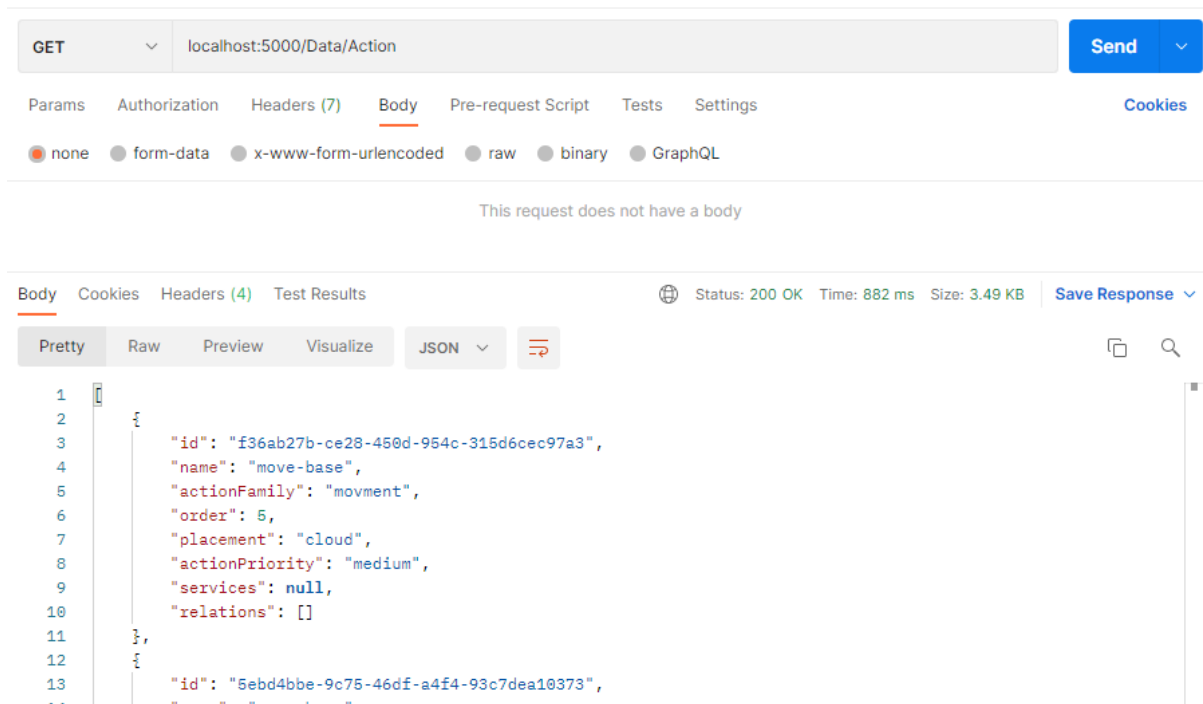 GET localhost:5000/Data/Action Send
Params Authorization Headers (7) Body Pre-request Script Tests Settings Cookies
none form-data x-www-form-urlencoded raw binary GraphQL
This request does not have a body
Body Cookies Headers (4) Test Results Status: 200 OK Time: 882 ms Size: 3.49 KB Save Response
Pretty Raw Preview Visualize JSON
1 [
2 {
3 "id": "f36ab27b-ce28-450d-954c-315d6cec97a3",
4 "name": "move-base",
5 "actionFamily": "movment",
6 "order": 5,
7 "placement": "cloud",
8 "actionPriority": "medium",
9 "services": null,
10 "relations": []
11 },
12 {
13 "id": "5ebd4bbe-9c75-46df-a4f4-93c7dea10373",